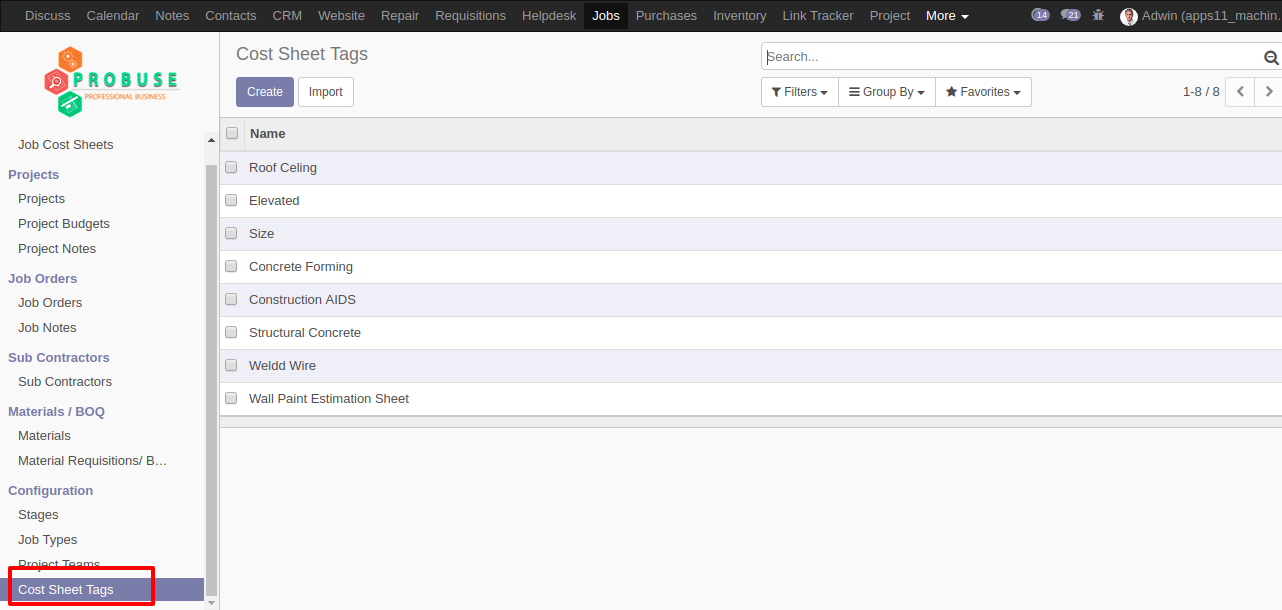 Discuss Calendar Notes Contacts CRM Website Repair Requisitions Helpdesk Jobs Purchases Inventory Link Tracker Project More 14 21 Adwin (apps11_machin.
PROBUSE
PROFESSIONAL BUSINESS
Cost Sheet Tags
Search...
Create Import
Filters Group By Favorites 1-8 / 8
Job Cost Sheets
Projects
Projects
Project Budgets
Project Notes
Job Orders
Job Orders
Job Notes
Sub Contractors
Sub Contractors
Materials / BOQ
Materials
Material Requisitions/ B...
Configuration
Stages
Job Types
Project Teams
Cost Sheet Tags
Name
Roof Celing
Elevated
Size
Concrete Forming
Construction AIDS
Structural Concrete
Weldd Wire
Wall Paint Estimation Sheet